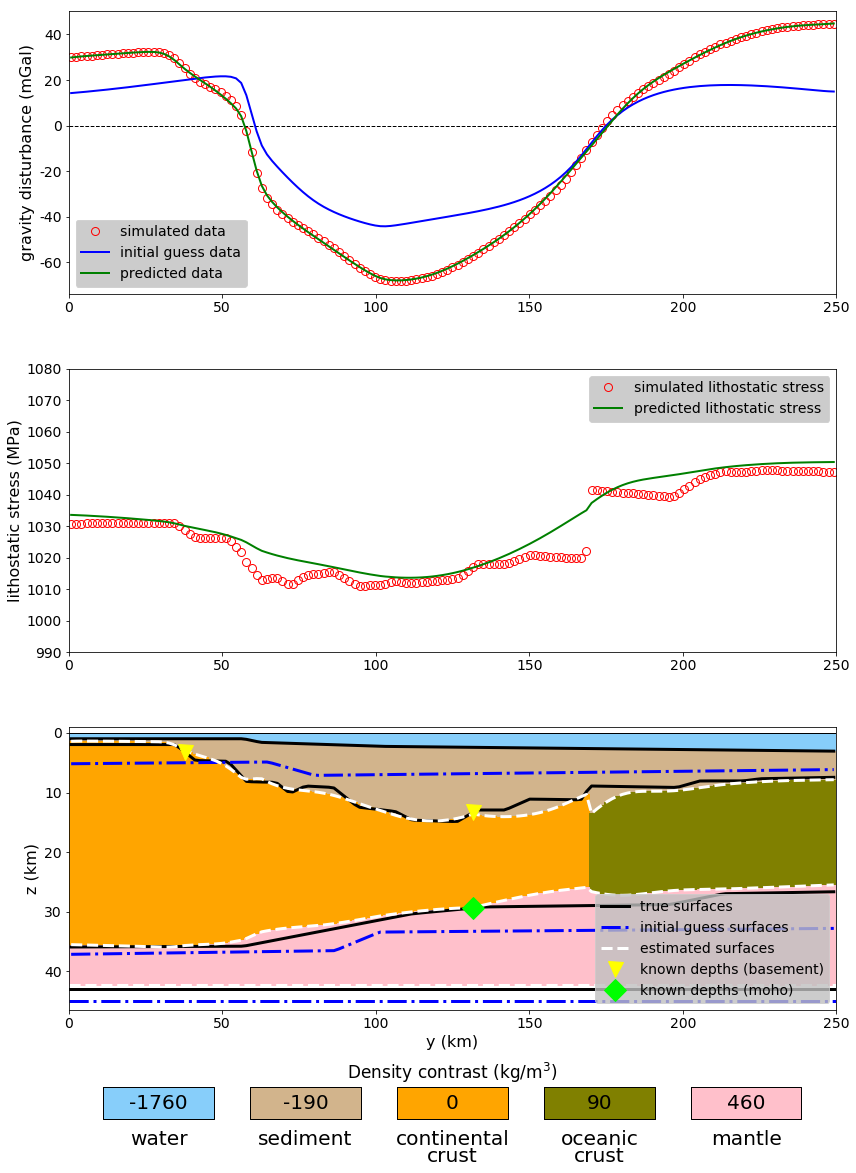 gravity disturbance (mGal)
40
20
0
-20
-40
-60
simulated data
initial guess data
predicted data
0 50 100 150 200 250
lithostatic stress (MPa)
1080
1070
1060
1050
1040
1030
1020
1010
1000
990
simulated lithostatic stress
predicted lithostatic stress
0 50 100 150 200 250
z (km)
0
10
20
30
40
true surfaces
initial guess surfaces
estimated surfaces
known depths (basement)
known depths (moho)
0 50 100 150 200 250
y (km)
Density contrast (kg/m³)
-1760 -190 0 90 460
water sediment continental oceanic mantle
crust crust